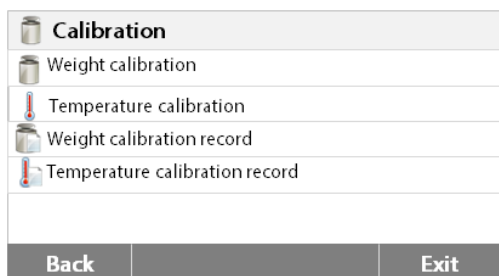 Calibration
Weight calibration
Temperature calibration
Weight calibration record
Temperature calibration record
Back Exit